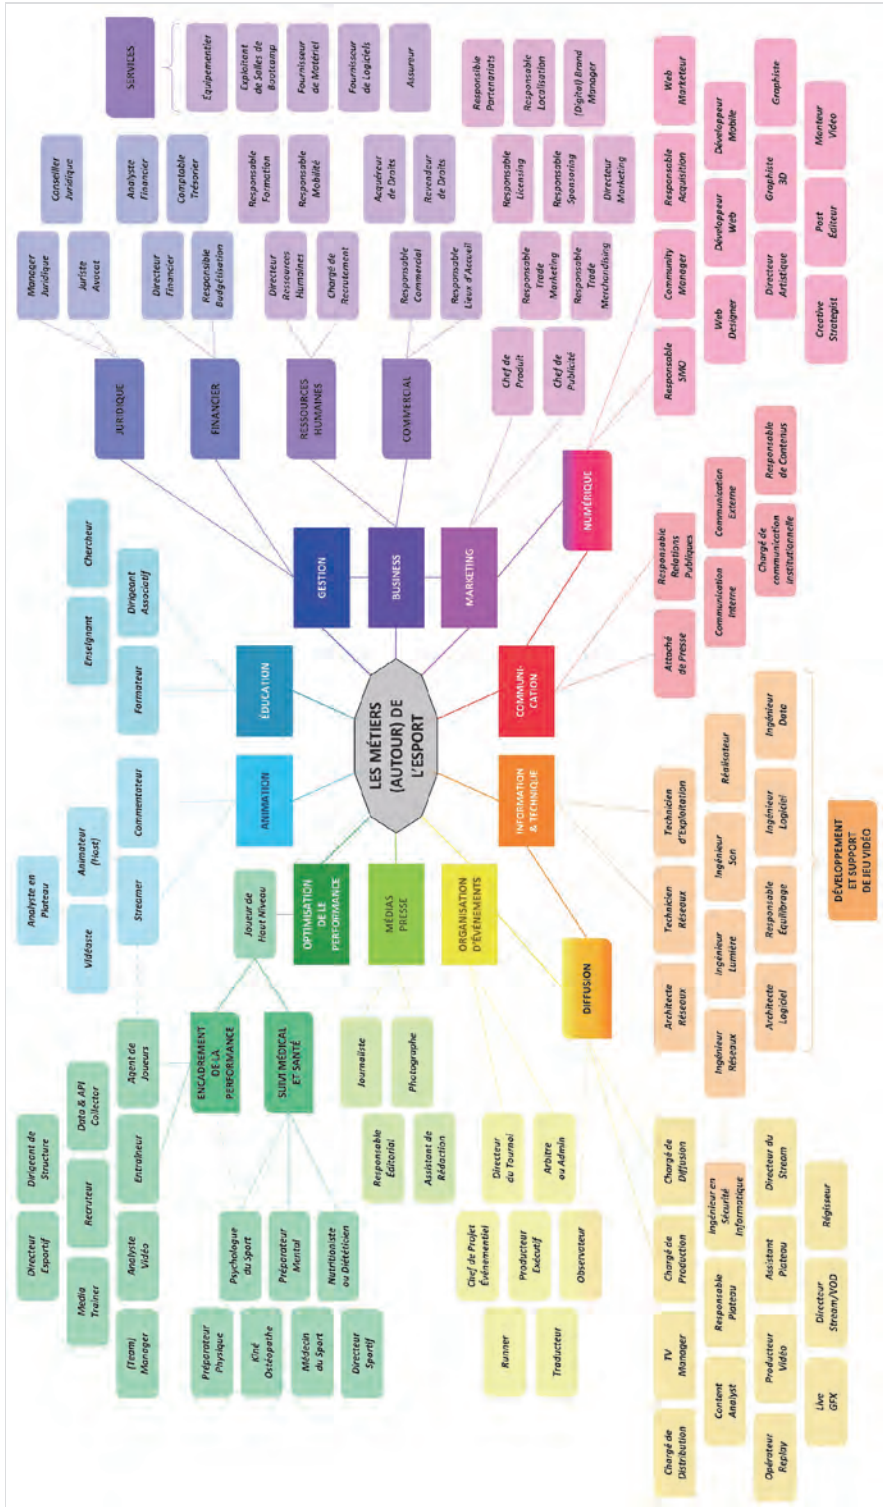 LES MÉTIERS
(AUTOUR) DE
L'ESPORT
Directeur
Esportif
Dirigeant de
Structure
Media
Trainer
Recruteur
Data & API
Collector
(Team)
Manager
Analyste
Vidéo
Entraîneur
Agent de
Joueurs
ENCADREMENT
DE LA
PERFORMANCE
Préparateur
Physique
Psychologue
du Sport
Kiné
Ostéopathe
Préparateur
Mental
Médecin
du Sport
Nutritioniste
ou Diététicien
Directeur
Sportif
SUIVI MÉDICAL
ET SANTÉ
Joueur de
Haut Niveau
OPTIMISATION
DE LE
PERFORMANCE
Analyste en
Plateau
Vidéaste
Animateur
(Host)
Streamer
Commentateur
ANIMATION
Enseignant
Chercheur
Formateur
Dirigeant
Associatif
ÉDUCATION
Manager
Juridique
Conseiller
Juridique
Juriste
Avocat
JURIDIQUE
Directeur
Financier
Analyste
Financier
Responsible
Budgétisation
Comptable
Trésorier
FINANCIER
GESTION
SERVICES
Équipementier
Exploitant
de Salles de
Bootcamp
Fournisseur
de Matériel
Fournisseur
de Logiciels
Assureur
Directeur
Ressources
Humaines
Responsable
Formation
Chargé de
Recrutement
Responsable
Mobilité
RESSOURCES
HUMAINES
Responsable
Commercial
Acquéreur
de Droits
Responsable
Lieux d'Accueil
Revendeur
de Droits
COMMERCIAL
BUSINESS
MARKETING
Chef de
Produit
Responsable
Trade
Marketing
Responsable
Licensing
Responsible
Partenariats
Responsable
Sponsoring
Responsable
Localisation
Chef de
Publicité
Responsable
Trade
Merchandising
Directeur
Marketing
(Digital) Brand
Manager
NUMÉRIQUE
Responsable
SMO
Community
Manager
Responsable
Acquisition
Web
Marketeur
Web
Designer
Développeur
Web
Développeur
Mobile
Directeur
Artistique
Graphiste
3D
Graphiste
Creative
Strategist
Post
Éditeur
Monteur
Vidéo
COMMUNI-
CATION
Attaché
de Presse
Responsable
Relations
Publiques
Communication
Interne
Communication
Externe
Chargé de
communication
institutionnelle
Responsable
de Contenus
INFORMATION
& TECHNIQUE
Architecte
Réseaux
Technicien
Réseaux
Technicien
d'Exploitation
Ingénieur
Réseaux
Ingénieur
Lumière
Ingénieur
Son
Réalisateur
Architecte
Logiciel
Responsable
Équilibrage
Ingénieur
Logiciel
Ingénieur
Data
DÉVELOPPEMENT
ET SUPPORT
DE JEU VIDÉO
MÉDIAS
PRESSE
Journaliste
Responsable
Éditorial
Photographe
Assistant de
Rédaction
ORGANISATION
D'ÉVÉNEMENTS
Chef de Projet
Événementiel
Directeur
du Tournoi
Runner
Producteur
Exécutif
Arbitre
ou Admin
Traducteur
Observateur
DIFFUSION
Chargé de
Distribution
TV
Manager
Chargé de
Production
Chargé de
Diffusion
Content
Analyst
Responsable
Plateau
Ingénieur en
Sécurité
Informatique
Opérateur
Replay
Producteur
Vidéo
Assistant
Plateau
Directeur du
Stream
Live
GFX
Directeur
Stream/VOD
Régisseur